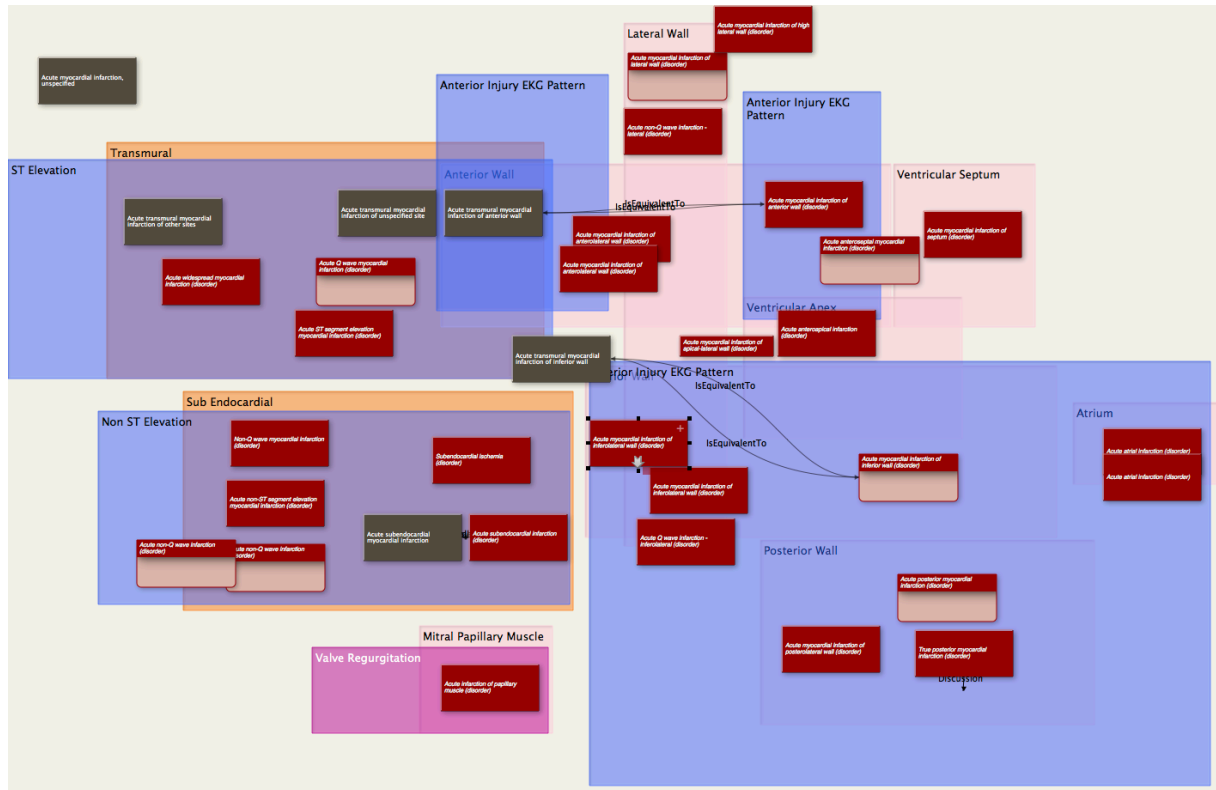 Acute myocardial infarction of high
lateral wall (disorder)
Lateral Wall
Acute myocardial infarction of
lateral wall (disorder)
Acute myocardial infarction,
unspecified
Anterior Injury EKG Pattern
Anterior Injury EKG
Pattern
Acute non-Q wave infarction -
lateral (disorder)
Transmural
ST Elevation
Anterior Wall
Ventricular Septum
Acute transmural myocardial
infarction of other sites
Acute transmural myocardial
infarction of unspecified site
Acute transmural myocardial
infarction of anterior wall
IsEquivalentTo
IsEquivalentTo
Acute myocardial infarction of
anterior wall (disorder)
Acute myocardial infarction of
anterolateral wall (disorder)
Acute myocardial infarction of
anterolateral wall (disorder)
Acute anteroseptal myocardial
infarction (disorder)
Acute myocardial infarction of
septum (disorder)
Acute widespread myocardial
infarction (disorder)
Acute Q wave myocardial
infarction (disorder)
Acute ST segment elevation
myocardial infarction (disorder)
Ventricular Apex
Acute anteroapical infarction
(disorder)
Acute myocardial infarction of
apical-lateral wall (disorder)
Acute transmural myocardial
infarction of inferior wall
erior Injury EKG Pattern
Wall
IsEquivalentTo
Sub Endocardial
Non ST Elevation
Atrium
Non-Q wave myocardial infarction
(disorder)
Subendocardial ischemia
(disorder)
Acute myocardial infarction of
inferolateral wall (disorder)
IsEquivalentTo
Acute myocardial infarction of
inferior wall (disorder)
Acute atrial infarction (disorder)
Acute atrial infarction (disorder)
Acute non-ST segment elevation
myocardial infarction (disorder)
Acute myocardial infarction of
inferolateral wall (disorder)
Acute subendocardial
myocardial infarction
Acute subendocardial infarction
(disorder)
Acute Q wave infarction -
inferolateral (disorder)
Acute non-Q wave infarction
(disorder)
Acute non-Q wave infarction
disorder)
Posterior Wall
Acute posterior myocardial
infarction (disorder)
Acute myocardial infarction of
posterolateral wall (disorder)
True posterior myocardial
infarction (disorder)
Discussion
Mitral Papillary Muscle
Valve Regurgitation
Acute infarction of papillary
muscle (disorder)